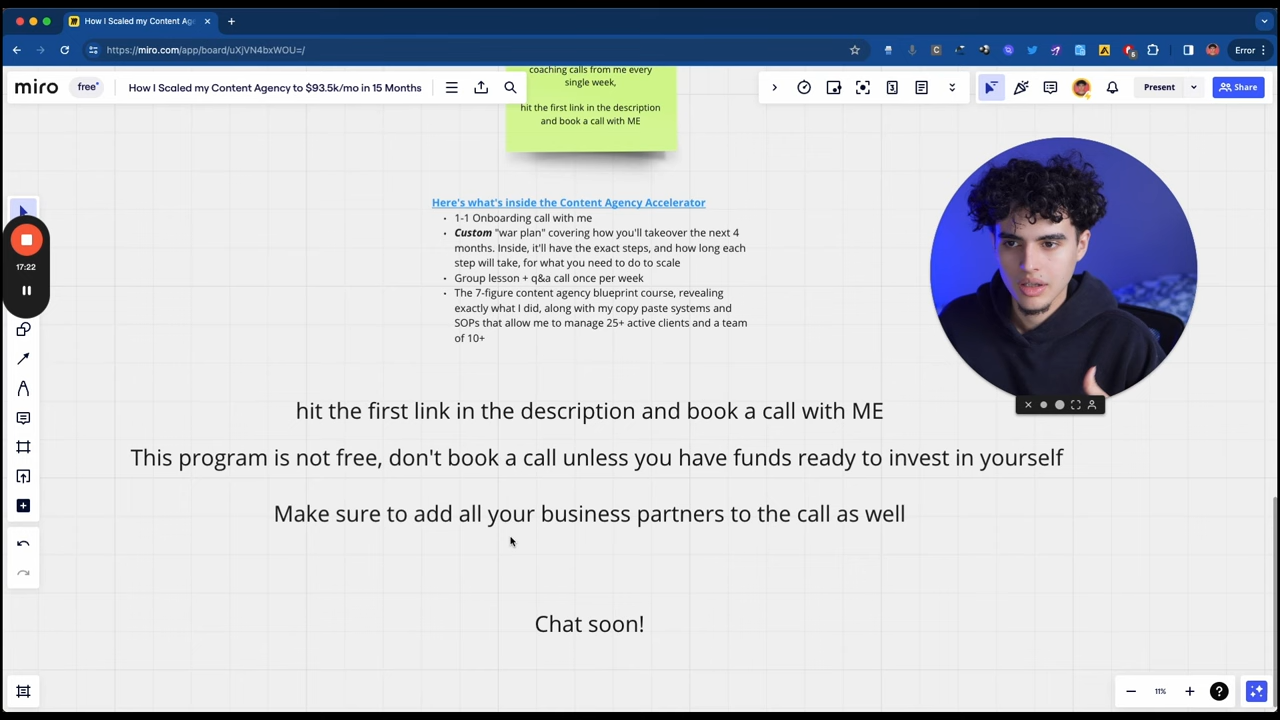 How I Scaled my Content Ag
https://miro.com/app/board/uXjVN4bxWOU=/
Error
miro
free
How I Scaled my Content Agency to $93.5k/mo in 15 Months
3
Present
Share
coaching calls from me every
single week,
hit the first link in the description
and book a call with ME
Here's what's inside the Content Agency Accelerator
1-1 Onboarding call with me
Custom "war plan" covering how you'll takeover the next 4
months. Inside, it'll have the exact steps, and how long each
step will take, for what you need to do to scale
Group lesson + q&a call once per week
The 7-figure content agency blueprint course, revealing
exactly what I did, along with my copy paste systems and
SOPs that allow me to manage 25+ active clients and a team
of 10+
17:22
hit the first link in the description and book a call with ME
This program is not free, don't book a call unless you have funds ready to invest in yourself
Make sure to add all your business partners to the call as well
Chat soon!
11%